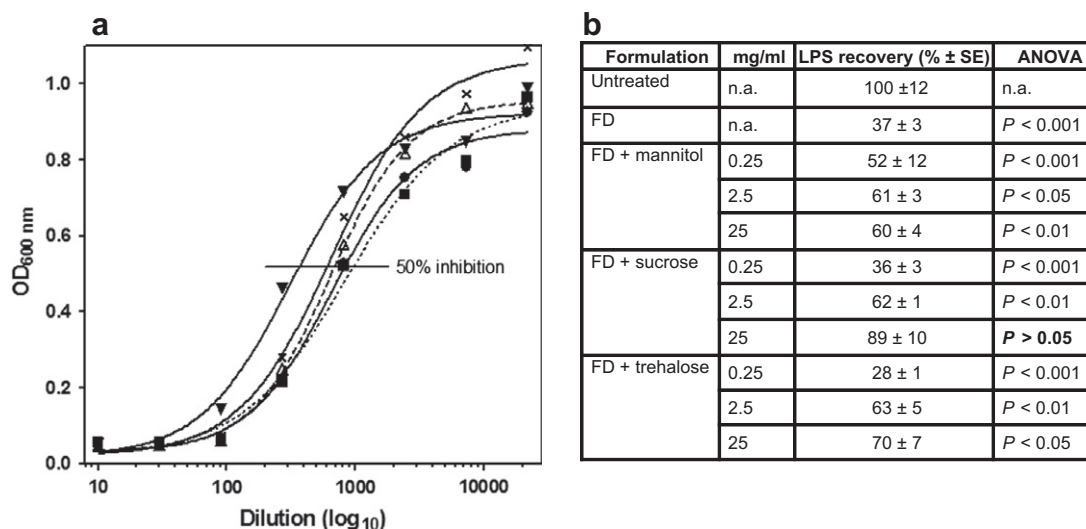 a
OD600 nm
1.0
0.8
0.6
0.4
0.2
0.0
50% inhibition
10 100 1000 10000
Dilution (log10)
b
Formulation mg/ml LPS recovery (% ± SE) ANOVA
Untreated n.a. 100 ±12 n.a.
FD n.a. 37 ± 3 P < 0.001
FD + mannitol 0.25 52 ± 12 P < 0.001
2.5 61 ± 3 P < 0.05
25 60 ± 4 P < 0.01
FD + sucrose 0.25 36 ± 3 P < 0.001
2.5 62 ± 1 P < 0.01
25 89 ± 10 P > 0.05
FD + trehalose 0.25 28 ± 1 P < 0.001
2.5 63 ± 5 P < 0.01
25 70 ± 7 P < 0.05